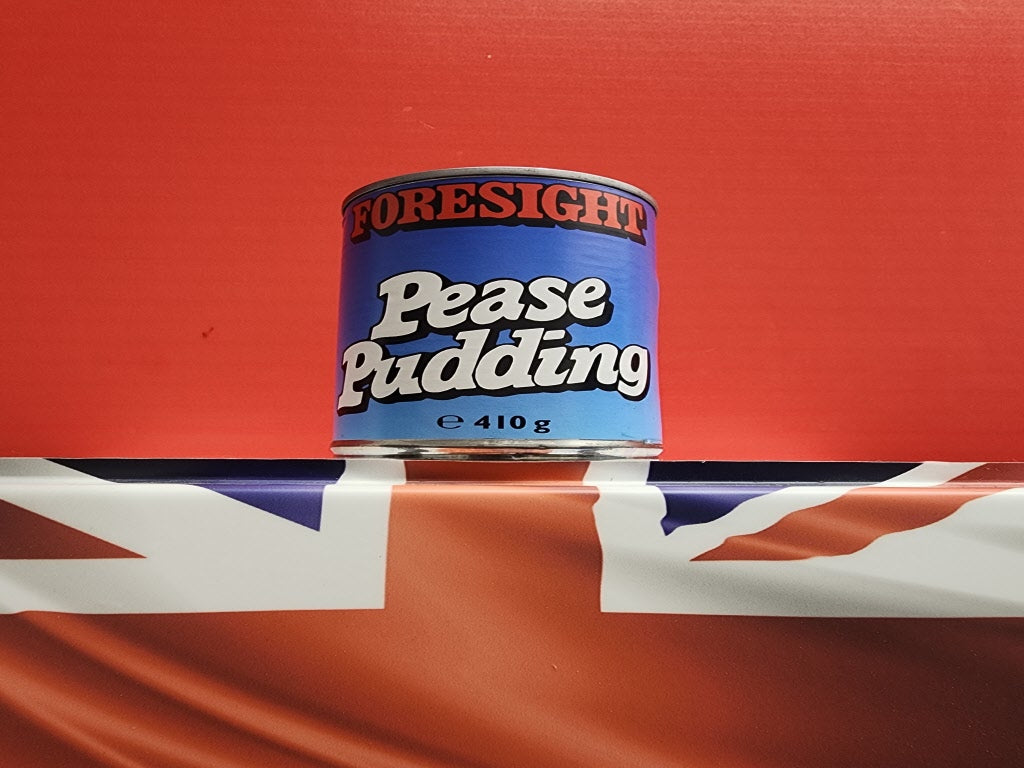 FORESIGHT
Pease
Pudding
℮ 410 g